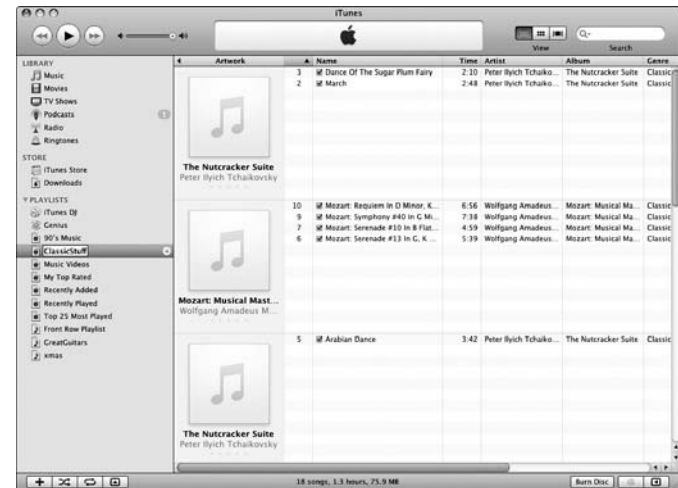 iTunes
View
Search
LIBRARY
Music
Movies
TV Shows
Podcasts
Radio
Ringtones
STORE
iTunes Store
Downloads
PLAYLISTS
iTunes DJ
Genius
90's Music
ClassicStuff
Music Videos
My Top Rated
Recently Added
Recently Played
Top 25 Most Played
Front Row Playlist
GreatGuitars
xmas
Artwork Name Time Artist Album Genre
3 Dance Of The Sugar Plum Fairy 2:10 Peter Ilyich Tchaiko... The Nutcracker Suite Classic
2 March 2:48 Peter Ilyich Tchaiko... The Nutcracker Suite Classic
The Nutcracker Suite
Peter Ilyich Tchaikovsky
10 Mozart: Requiem In D Minor, K... 6:56 Wolfgang Amadeus... Mozart: Musical Ma... Classic
9 Mozart: Symphony #40 In G Mi... 7:38 Wolfgang Amadeus... Mozart: Musical Ma... Classic
7 Mozart: Serenade #10 In B Flat... 4:59 Wolfgang Amadeus... Mozart: Musical Ma... Classic
6 Mozart: Serenade #13 In G, K ... 5:39 Wolfgang Amadeus... Mozart: Musical Ma... Classic
Mozart: Musical Mast...
Wolfgang Amadeus M...
5 Arabian Dance 3:42 Peter Ilyich Tchaiko... The Nutcracker Suite Classic
The Nutcracker Suite
Peter Ilyich Tchaikovsky
18 songs, 1.3 hours, 75.9 MB
Burn Disc